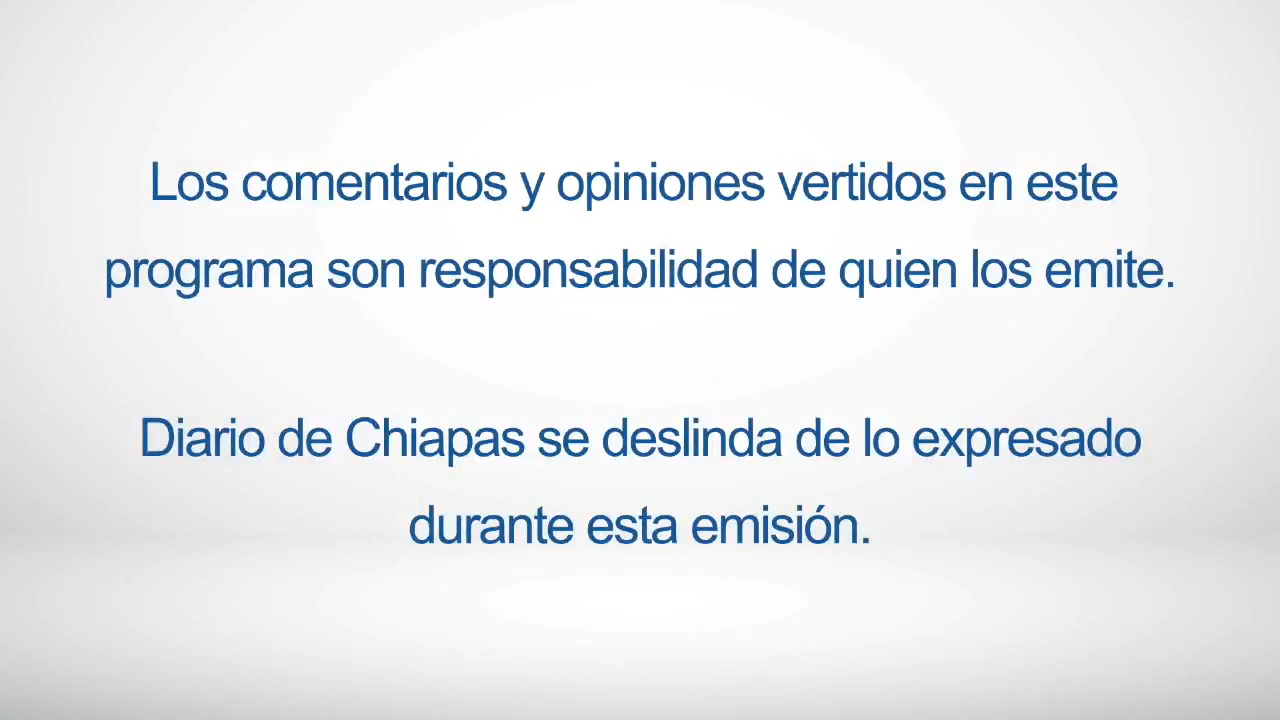 Los comentarios y opiniones vertidos en este
programa son responsabilidad de quien los emite.
Diario de Chiapas se deslinda de lo expresado
durante esta emisión.